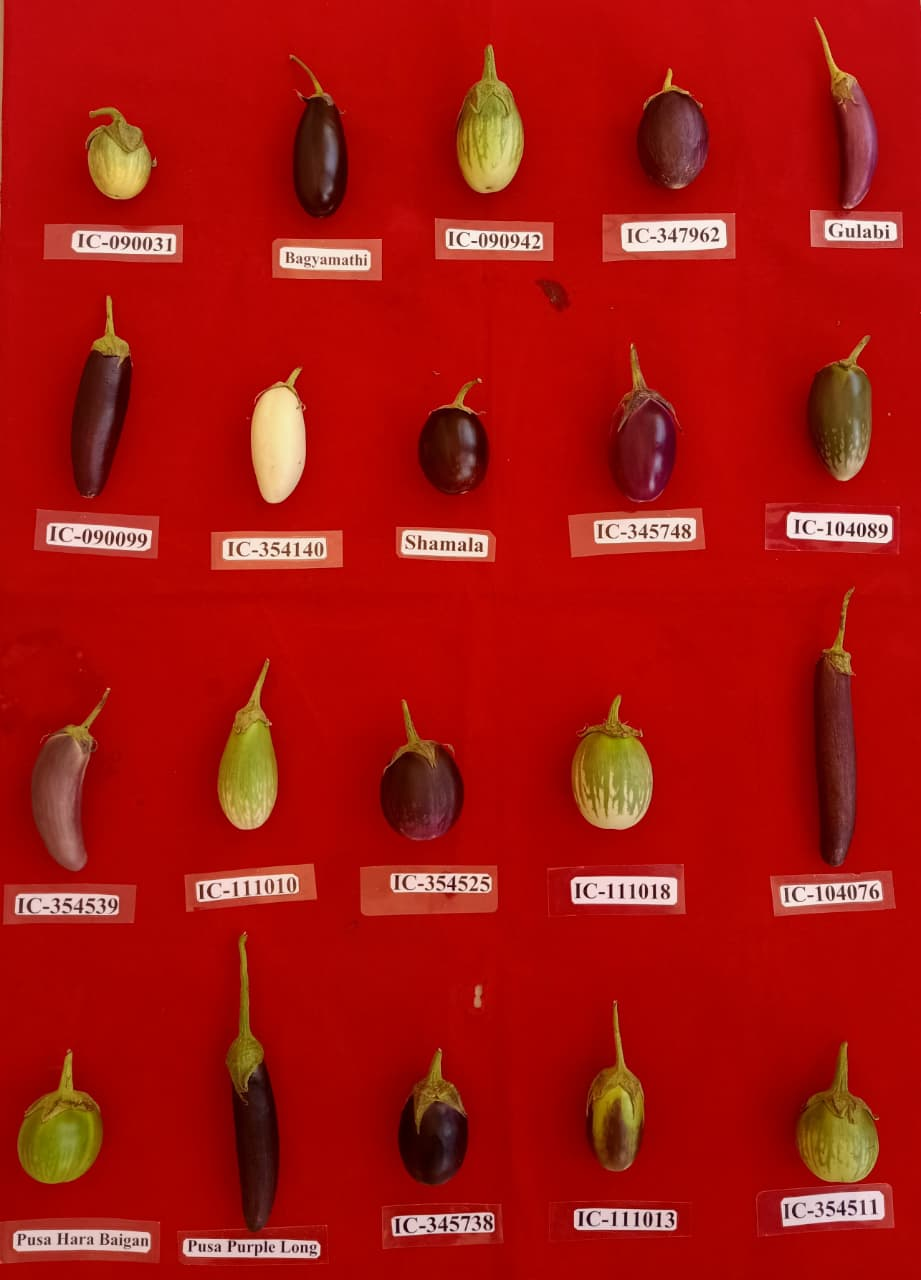 IC-090031
Bagyamathi
IC-090942
IC-347962
Gulabi
IC-090099
IC-354140
Shamala
IC-345748
IC-104089
IC-354539
IC-111010
IC-354525
IC-111018
IC-104076
Pusa Hara Baigan
Pusa Purple Long
IC-345738
IC-111013
IC-354511